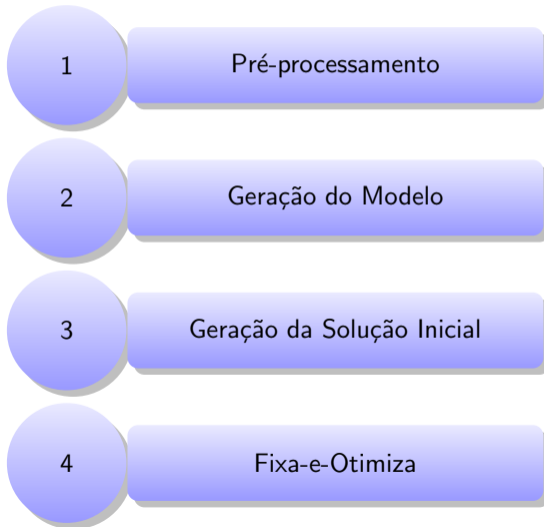 1 Pré-processamento
2 Geração do Modelo
3 Geração da Solução Inicial
4 Fixa-e-Otimiza